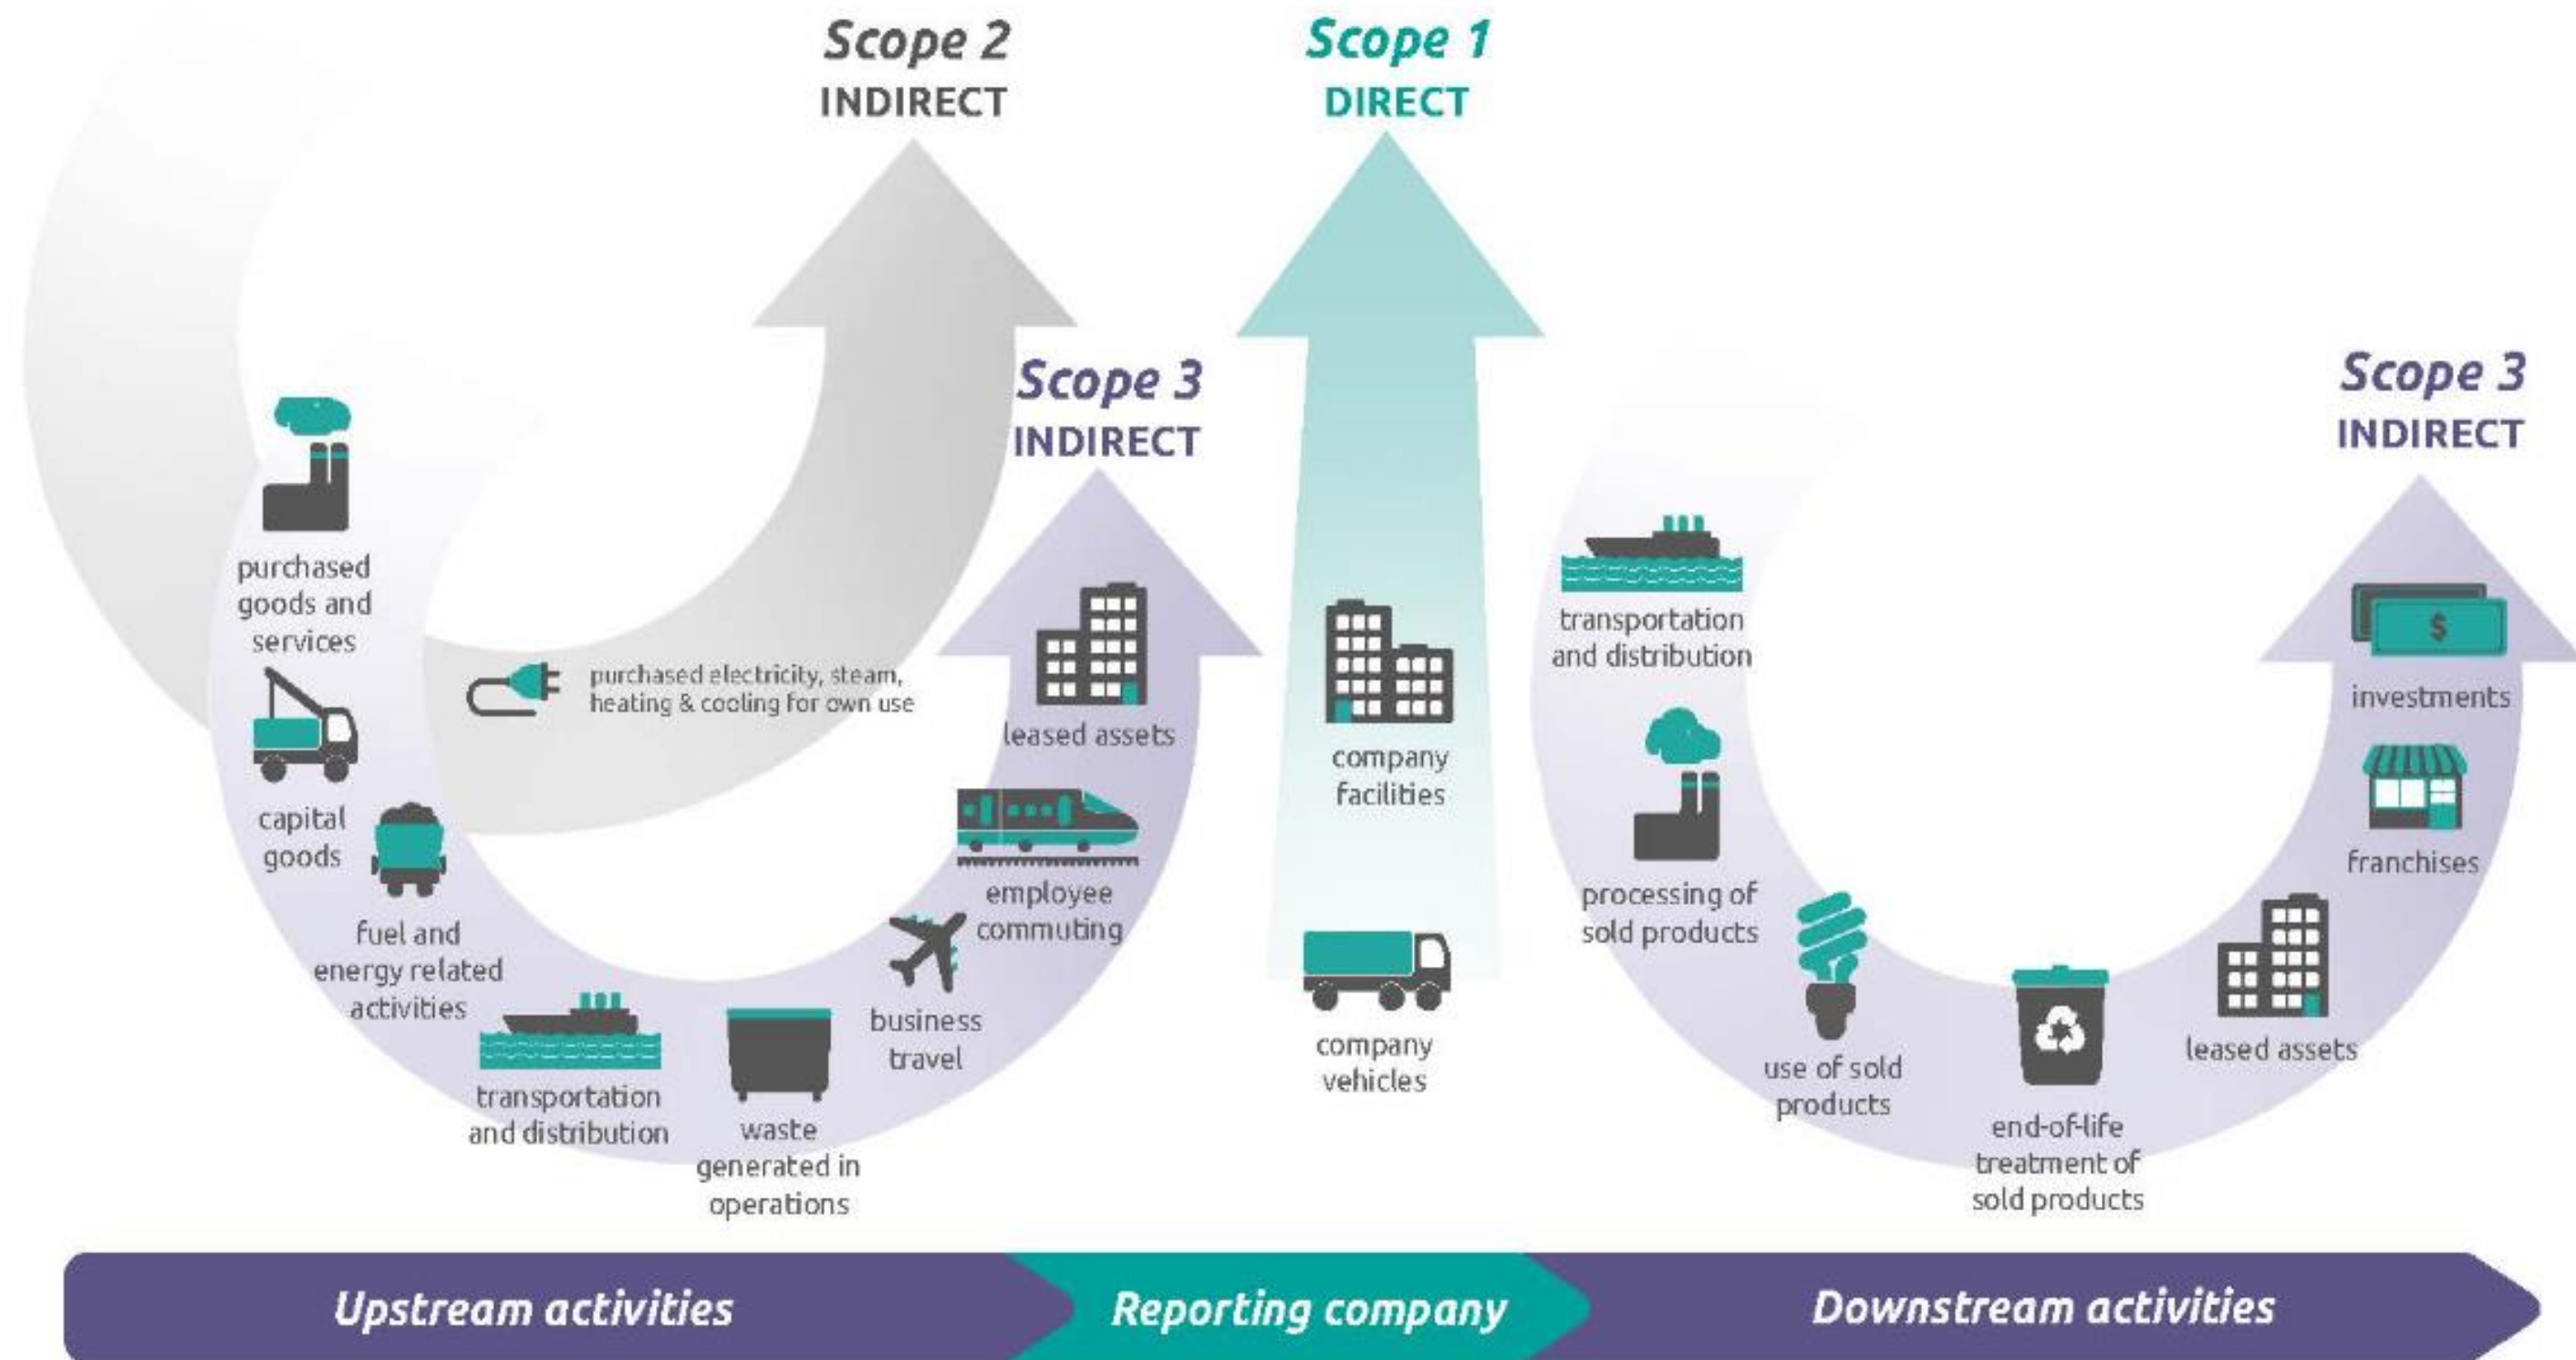 Scope 2
INDIRECT
Scope 1
DIRECT
Scope 3
INDIRECT
Scope 3
INDIRECT
purchased
goods and
services
capital
goods
fuel and
energy related
activities
transportation
and distribution
waste
generated in
operations
business
travel
employee
commuting
leased assets
purchased electricity, steam,
heating & cooling for own use
company
facilities
company
vehicles
transportation
and distribution
processing of
sold products
use of sold
products
end-of-life
treatment of
sold products
leased assets
franchises
investments
$
Upstream activities
Reporting company
Downstream activities